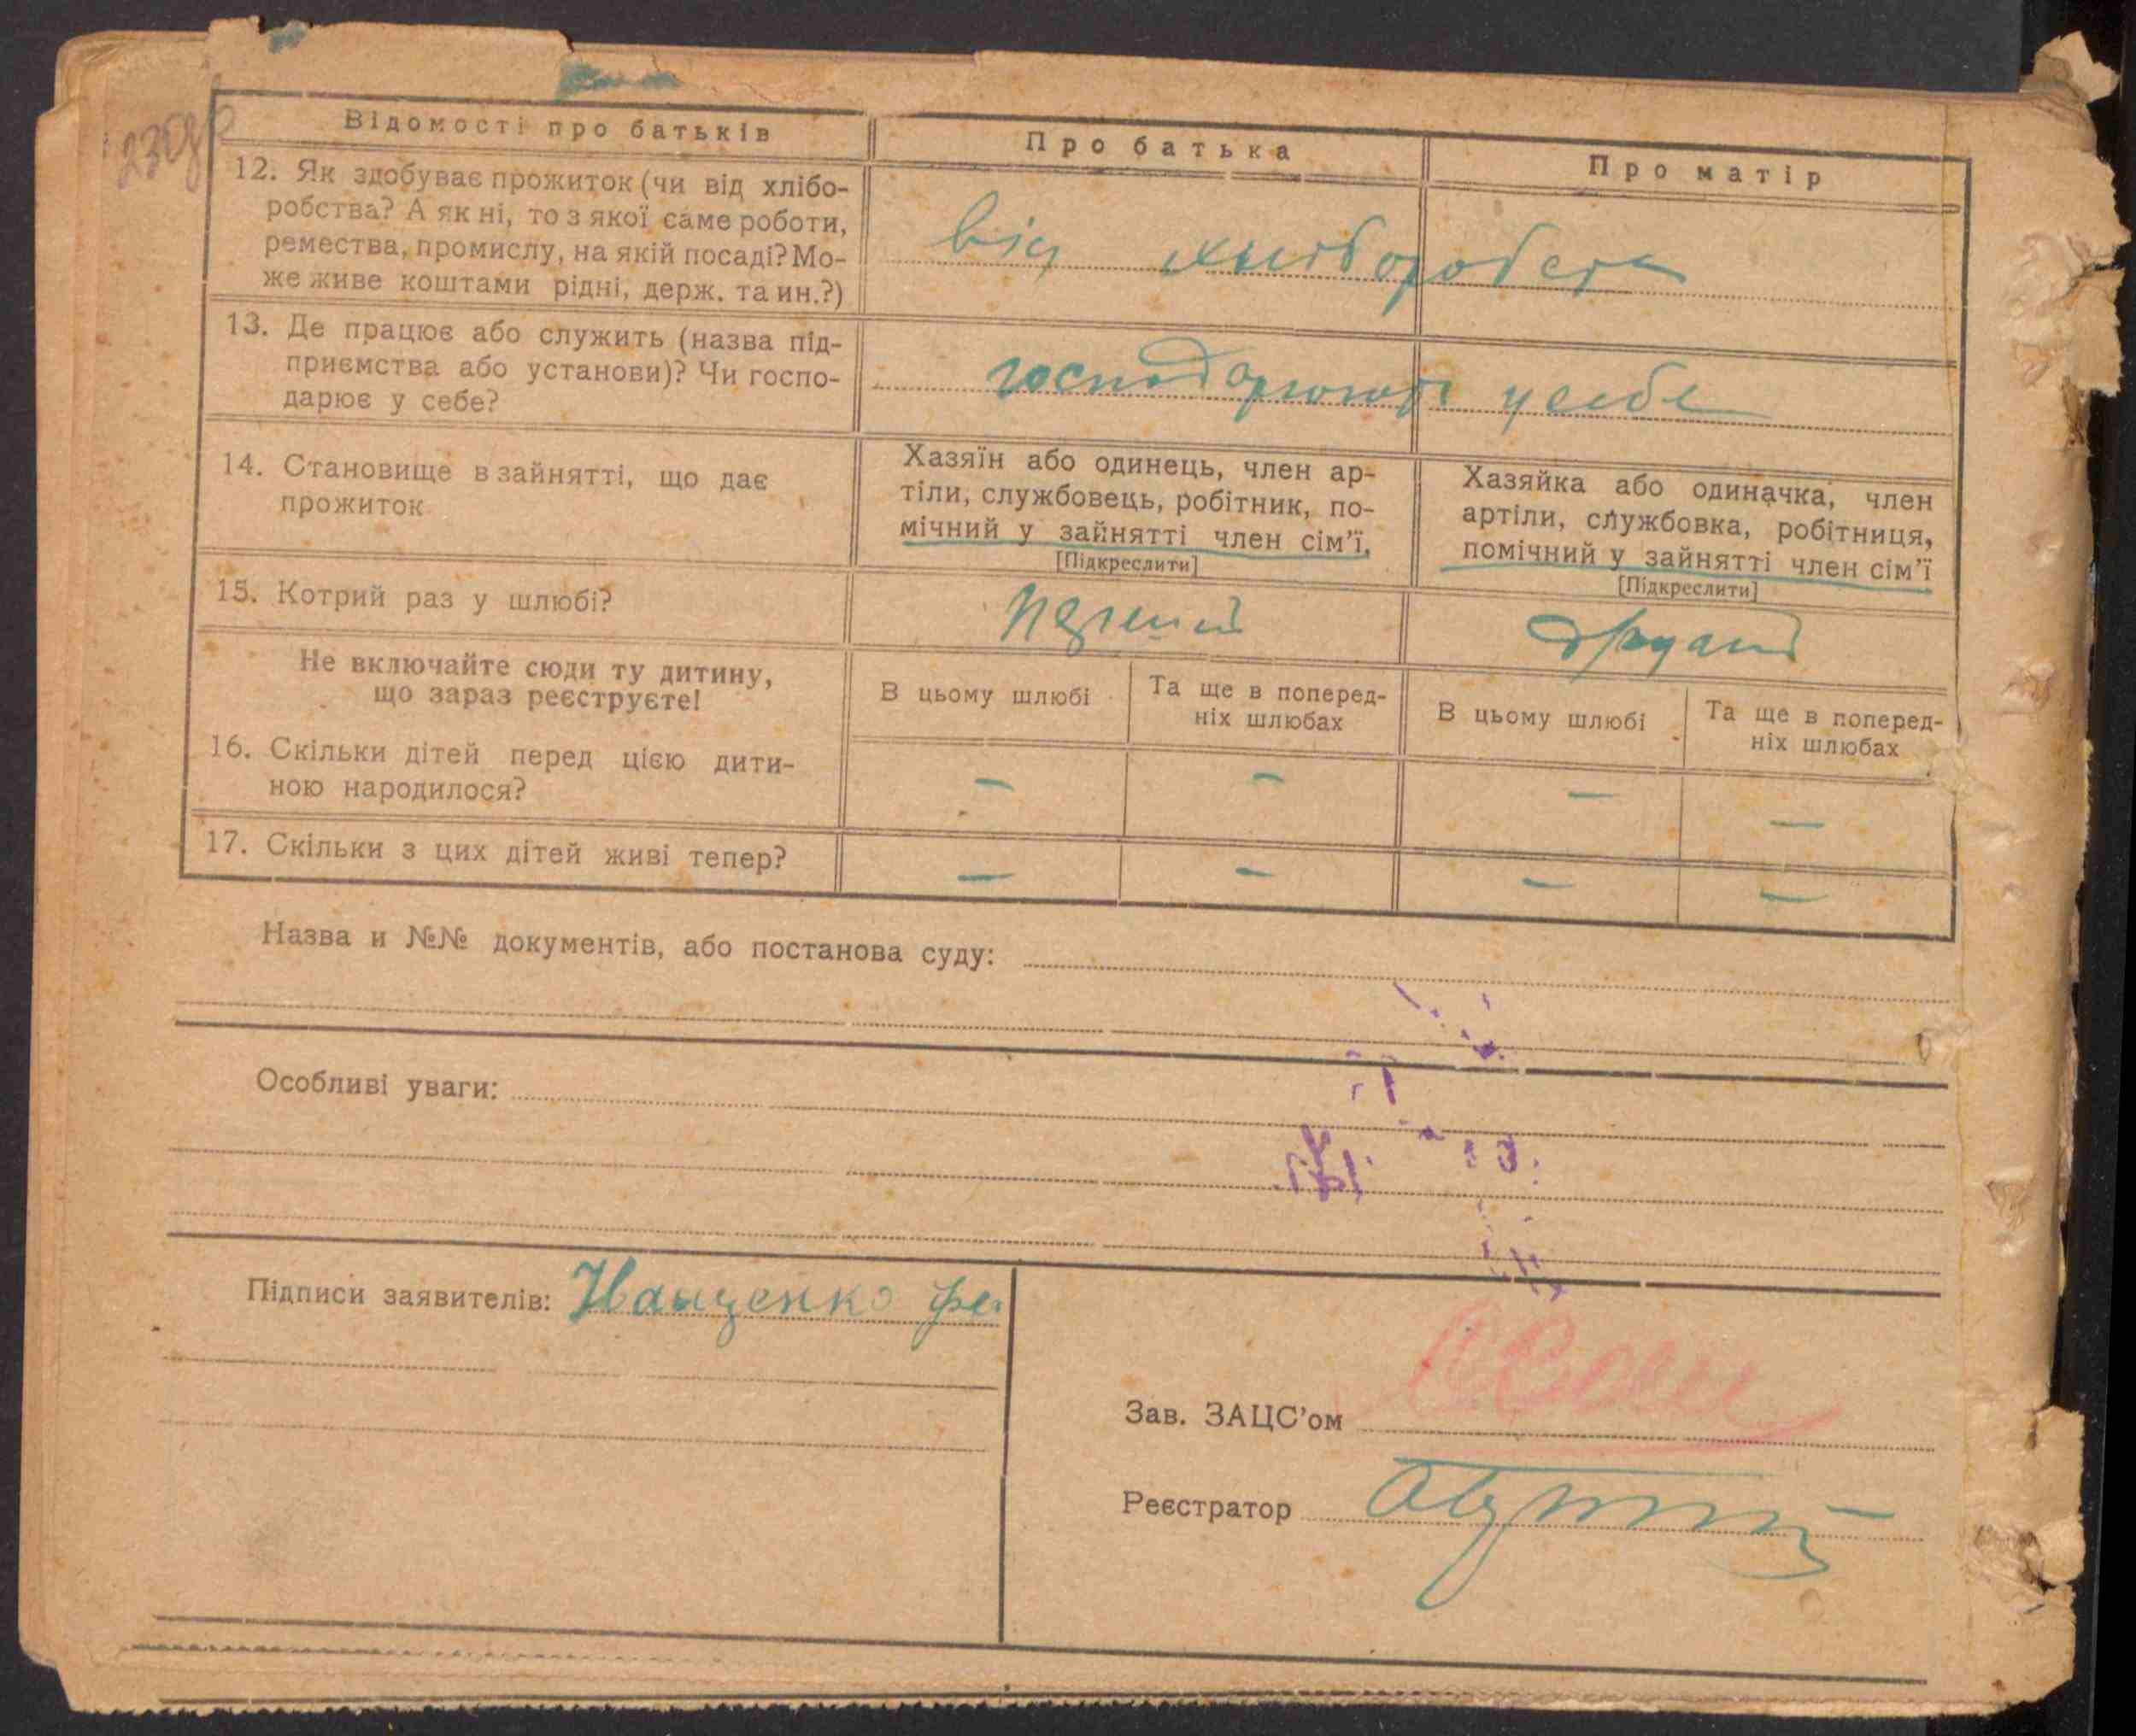 Відомості про батьків
Про батька
Про матір
12. Як здобуває прожиток (чи від хлібо-
робства? А як ні, то з якої саме роботи,
ремества, промислу, на якій посаді? Мо-
же живе коштами рідні, держ. та ин.?)
від хліборобства
13. Де працює або служить (назва під-
приємства або установи)? Чи госпо-
дарює у себе?
господарюють у себе
14. Становище в зайнятті, що дає
прожиток
Хазяїн або одинець, член ар-
тіли, службовець, робітник, по-
мічний у зайнятті член сім'ї,
[Підкреслити]
Хазяйка або одиначка, член
артіли, службовка, робітниця,
помічний у зайнятті член сім'ї
[Підкреслити]
15. Котрий раз у шлюбі?
перший
другий
Не включайте сюди ту дитину,
що зараз реєструєте!
В цьому шлюбі
Та ще в поперед-
ніх шлюбах
В цьому шлюбі
Та ще в поперед-
ніх шлюбах
16. Скільки дітей перед цією дити-
ною народилося?
— — — —
17. Скільки з цих дітей живі тепер?
— — — —
Назва и №№ документів, або постанова суду:
Особливі уваги:
Підписи заявителів:
Зав. ЗАЦС'ом
Реєстратор